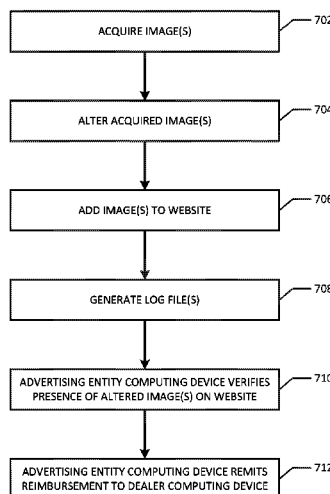 ACQUIRE IMAGE(S)
702
ALTER ACQUIRED IMAGE(S)
704
ADD IMAGE(S) TO WEBSITE
706
GENERATE LOG FILE(S)
708
ADVERTISING ENTITY COMPUTING DEVICE VERIFIES
PRESENCE OF ALTERED IMAGE(S) ON WEBSITE
710
ADVERTISING ENTITY COMPUTING DEVICE REMITS
REIMBURSEMENT TO DEALER COMPUTING DEVICE
712